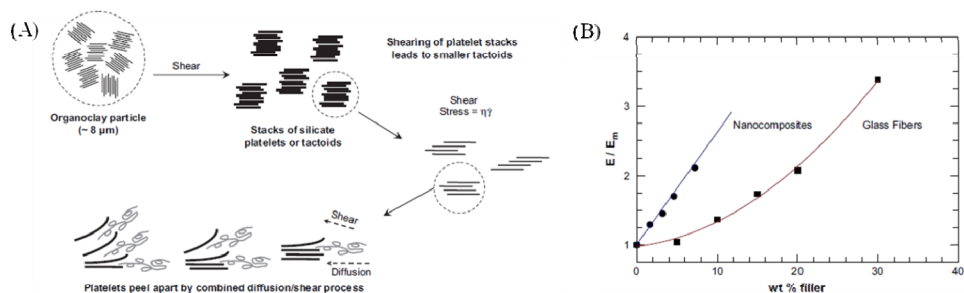 (A)
Organoclay particle
(~ 8 µm)
Shear
Stacks of silicate
platelets or tactoids
Shearing of platelet stacks
leads to smaller tactoids
Shear
Stress = ηγ̇
Shear
Diffusion
Platelets peel apart by combined diffusion/shear process
(B)
E / Em
4
3
2
1
Nanocomposites
Glass Fibers
0
10
20
30
40
wt % filler